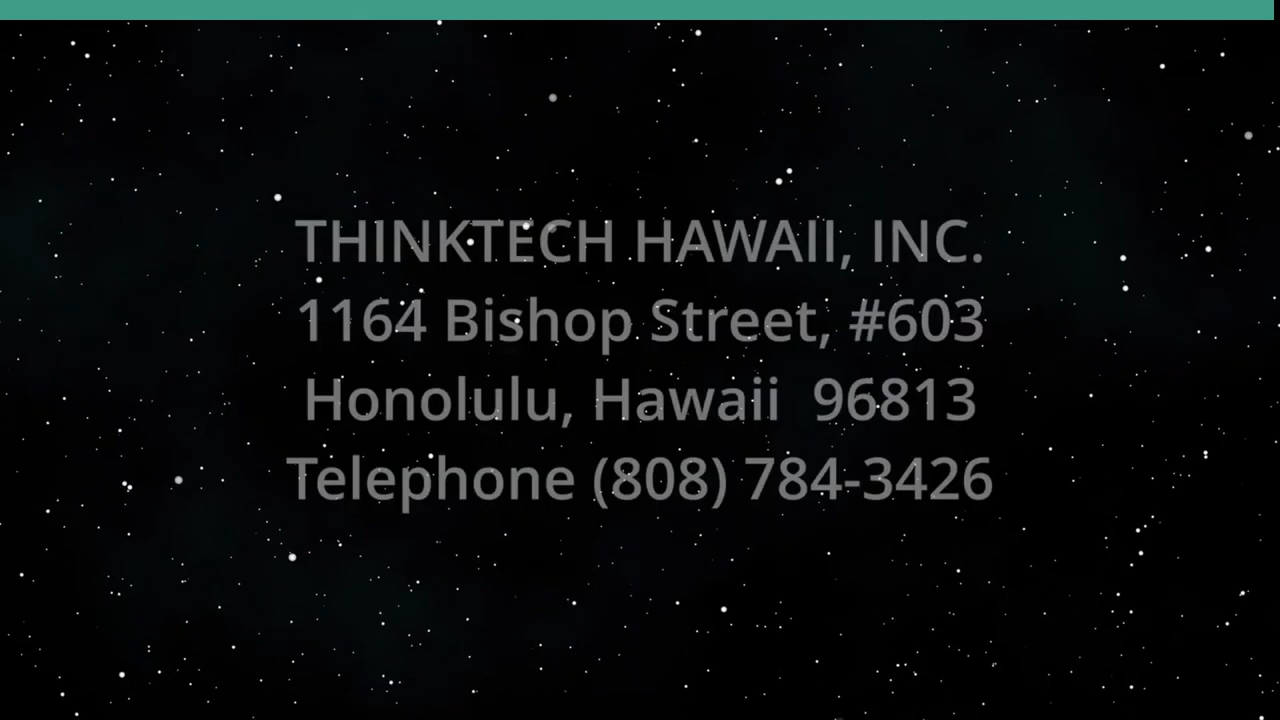 THINKTECH HAWAII, INC.
1164 Bishop Street, #603
Honolulu, Hawaii  96813
Telephone (808) 784-3426